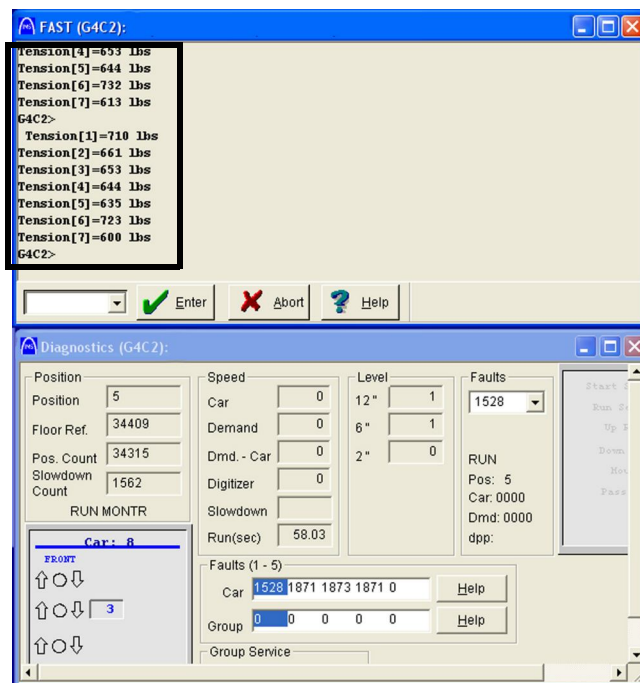 FAST (G4C2):
Tension[4]=653 lbs
Tension[5]=644 lbs
Tension[6]=732 lbs
Tension[7]=613 lbs
G4C2>
Tension[1]=710 lbs
Tension[2]=661 lbs
Tension[3]=653 lbs
Tension[4]=644 lbs
Tension[5]=635 lbs
Tension[6]=723 lbs
Tension[7]=600 lbs
G4C2>
Enter Abort Help
Diagnostics (G4C2):
Position
Position 5
Floor Ref. 34409
Pos. Count 34315
Slowdown Count 1562
RUN MONTR
Speed
Car 0
Demand 0
Dmd. - Car 0
Digitizer 0
Slowdown
Run(sec) 58.03
Level
12" 1
6" 1
2" 0
Faults
1528
RUN
Pos: 5
Car: 0000
Dmd: 0000
dpp:
Start
Run
Up
Down
Pass
Car: 8
FRONT
3
Faults (1 - 5)
Car 1528 1871 1873 1871 0 Help
Group 0 0 0 0 0 Help
Group Service